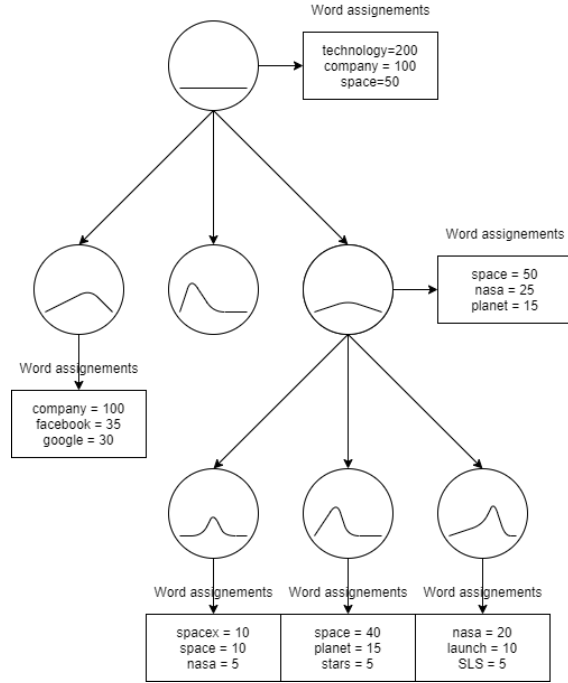 Word assignements
technology=200
company = 100
space=50
Word assignements
space = 50
nasa = 25
planet = 15
Word assignements
company = 100
facebook = 35
google = 30
Word assignements
spacex = 10
space = 10
nasa = 5
Word assignements
space = 40
planet = 15
stars = 5
Word assignements
nasa = 20
launch = 10
SLS = 5